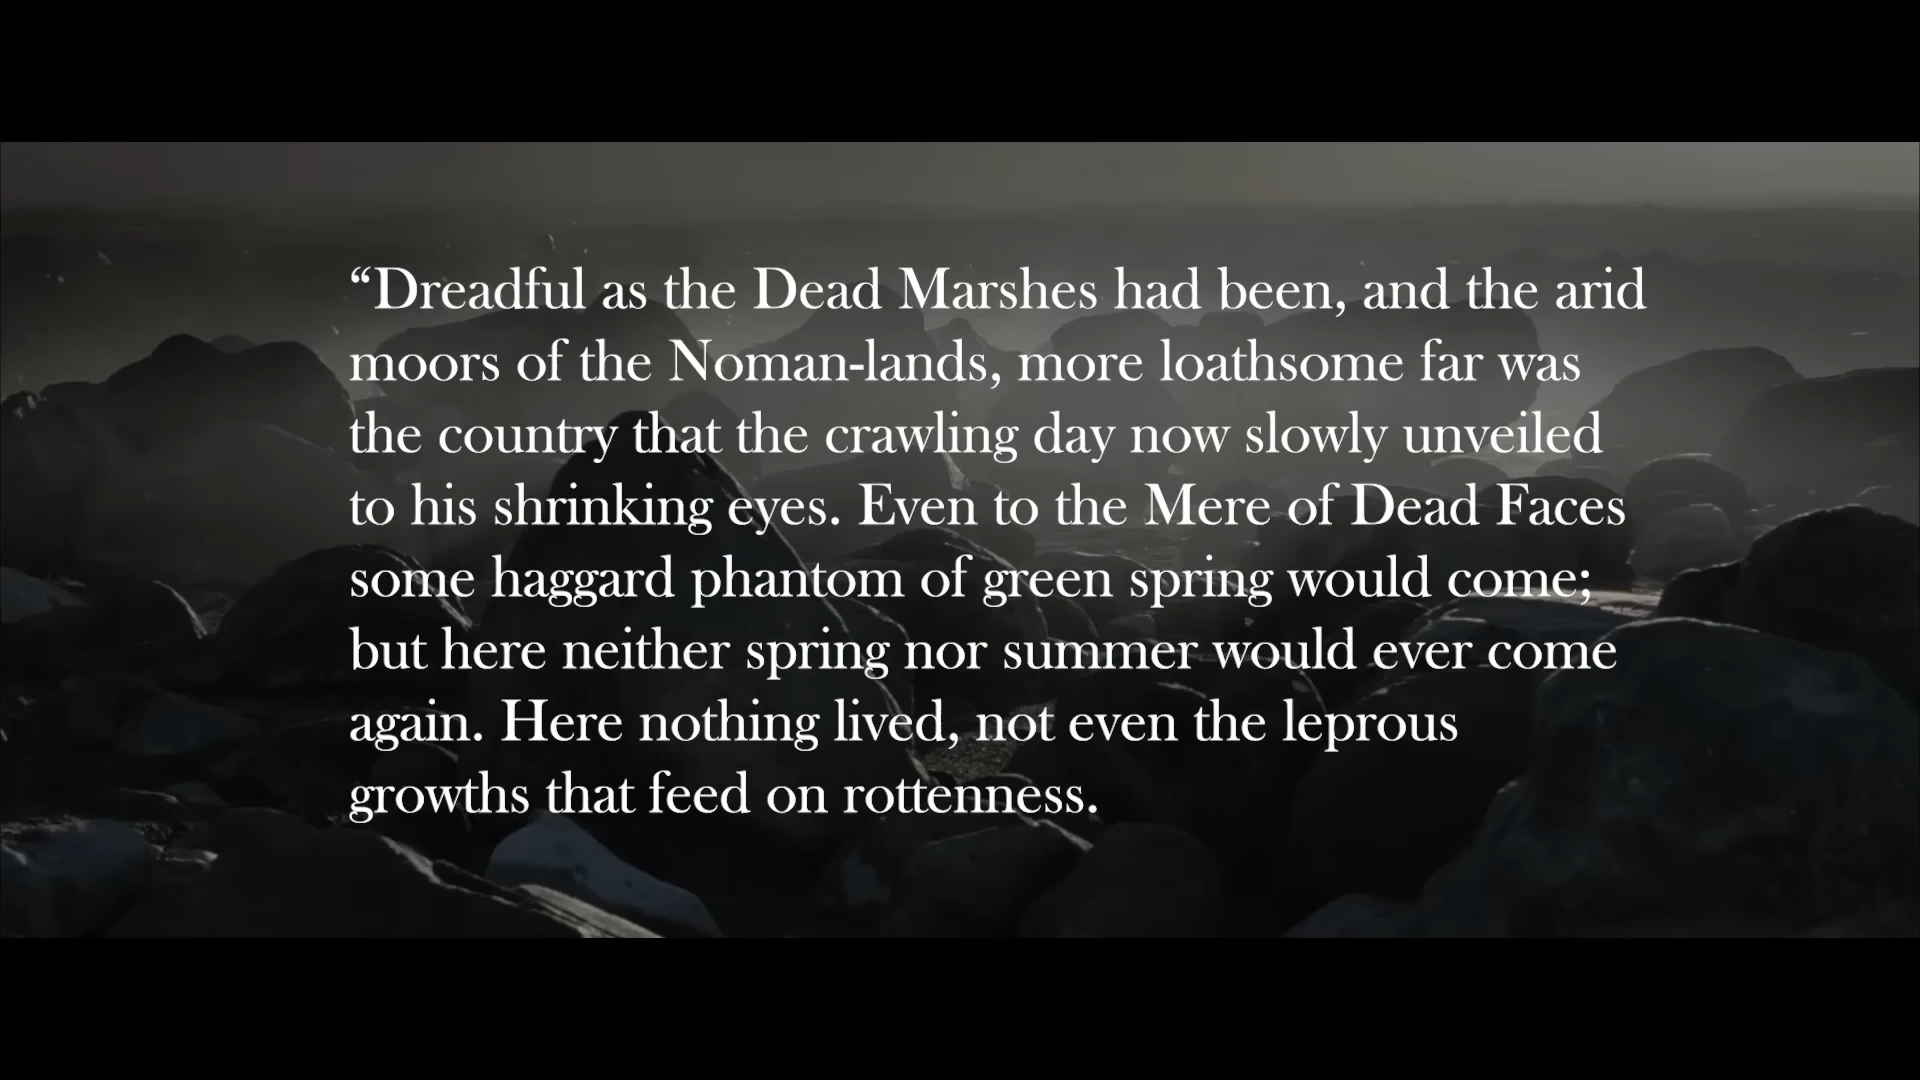 “Dreadful as the Dead Marshes had been, and the arid
moors of the Noman-lands, more loathsome far was
the country that the crawling day now slowly unveiled
to his shrinking eyes. Even to the Mere of Dead Faces
some haggard phantom of green spring would come;
but here neither spring nor summer would ever come
again. Here nothing lived, not even the leprous
growths that feed on rottenness.